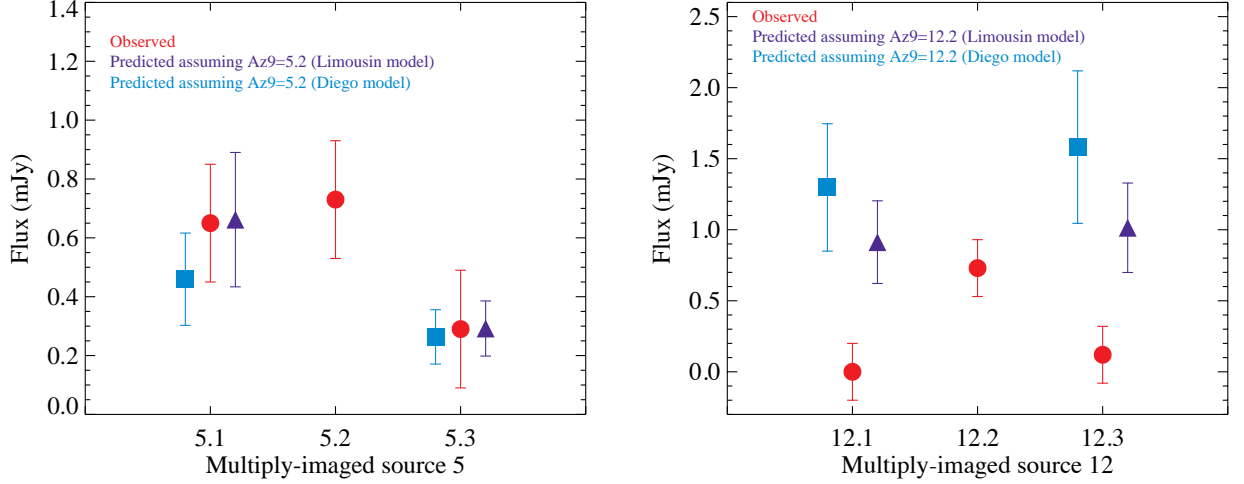 Observed
Predicted assuming Az9=5.2 (Limousin model)
Predicted assuming Az9=5.2 (Diego model)
1.4
1.2
1.0
0.8
0.6
0.4
0.2
0.0
Flux (mJy)
5.1 5.2 5.3
Multiply-imaged source 5
Observed
Predicted assuming Az9=12.2 (Limousin model)
Predicted assuming Az9=12.2 (Diego model)
2.5
2.0
1.5
1.0
0.5
0.0
Flux (mJy)
12.1 12.2 12.3
Multiply-imaged source 12